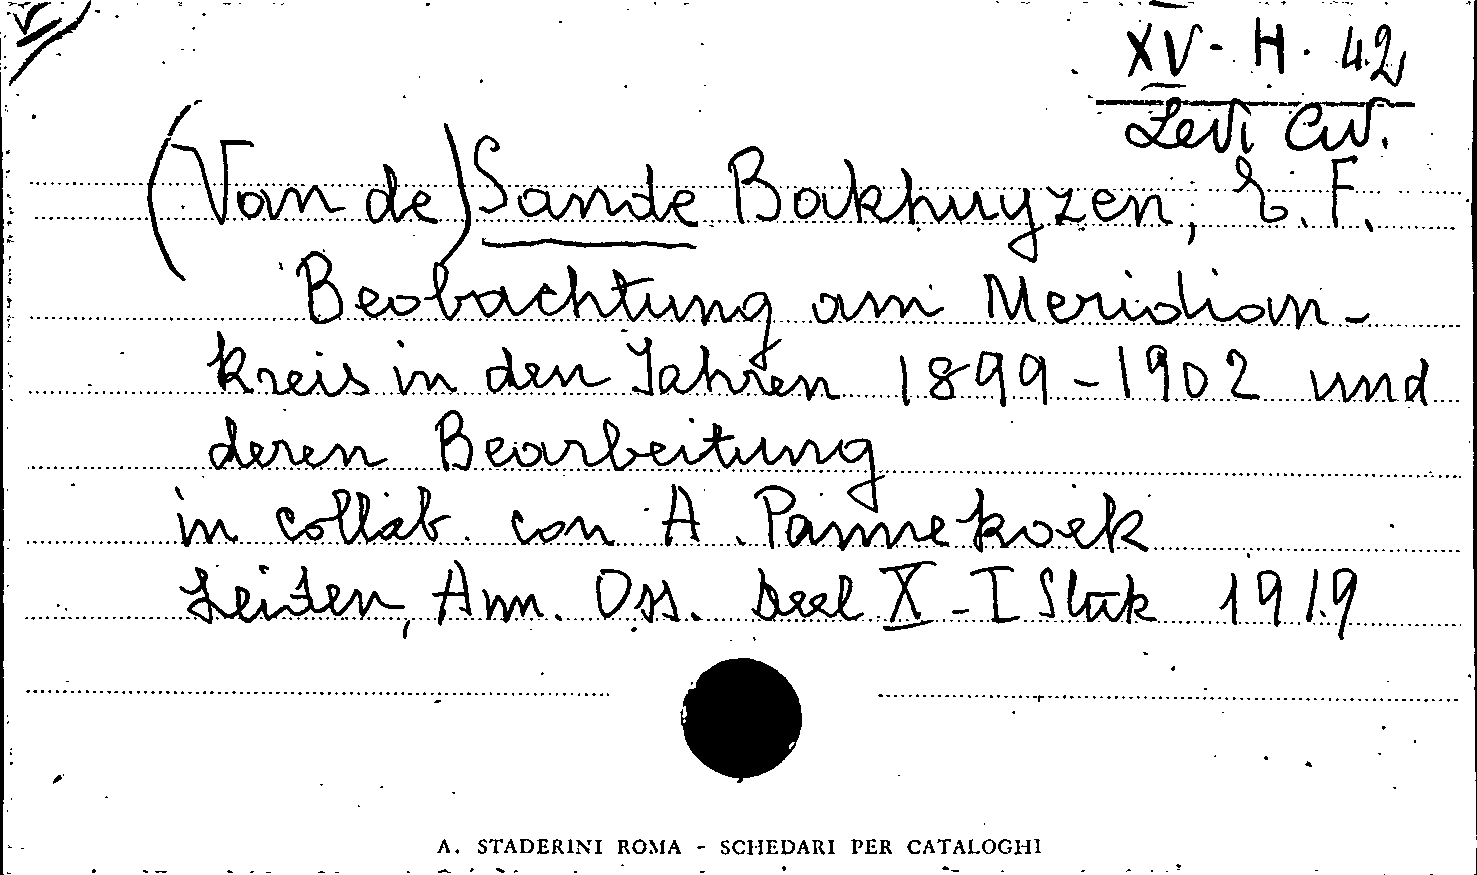 XV - H. 42
Levi Civ.
(Van de) Sande Bakhuyzen, E. F.
Beobachtung am Meridian-
kreis in den Jahren 1899-1902 und
deren Bearbeitung
in collab. con A. Pannekoek
Leiden, Ann. Oss. Deel X - I Stuk 1919
A. STADERINI ROMA - SCHEDARI PER CATALOGHI